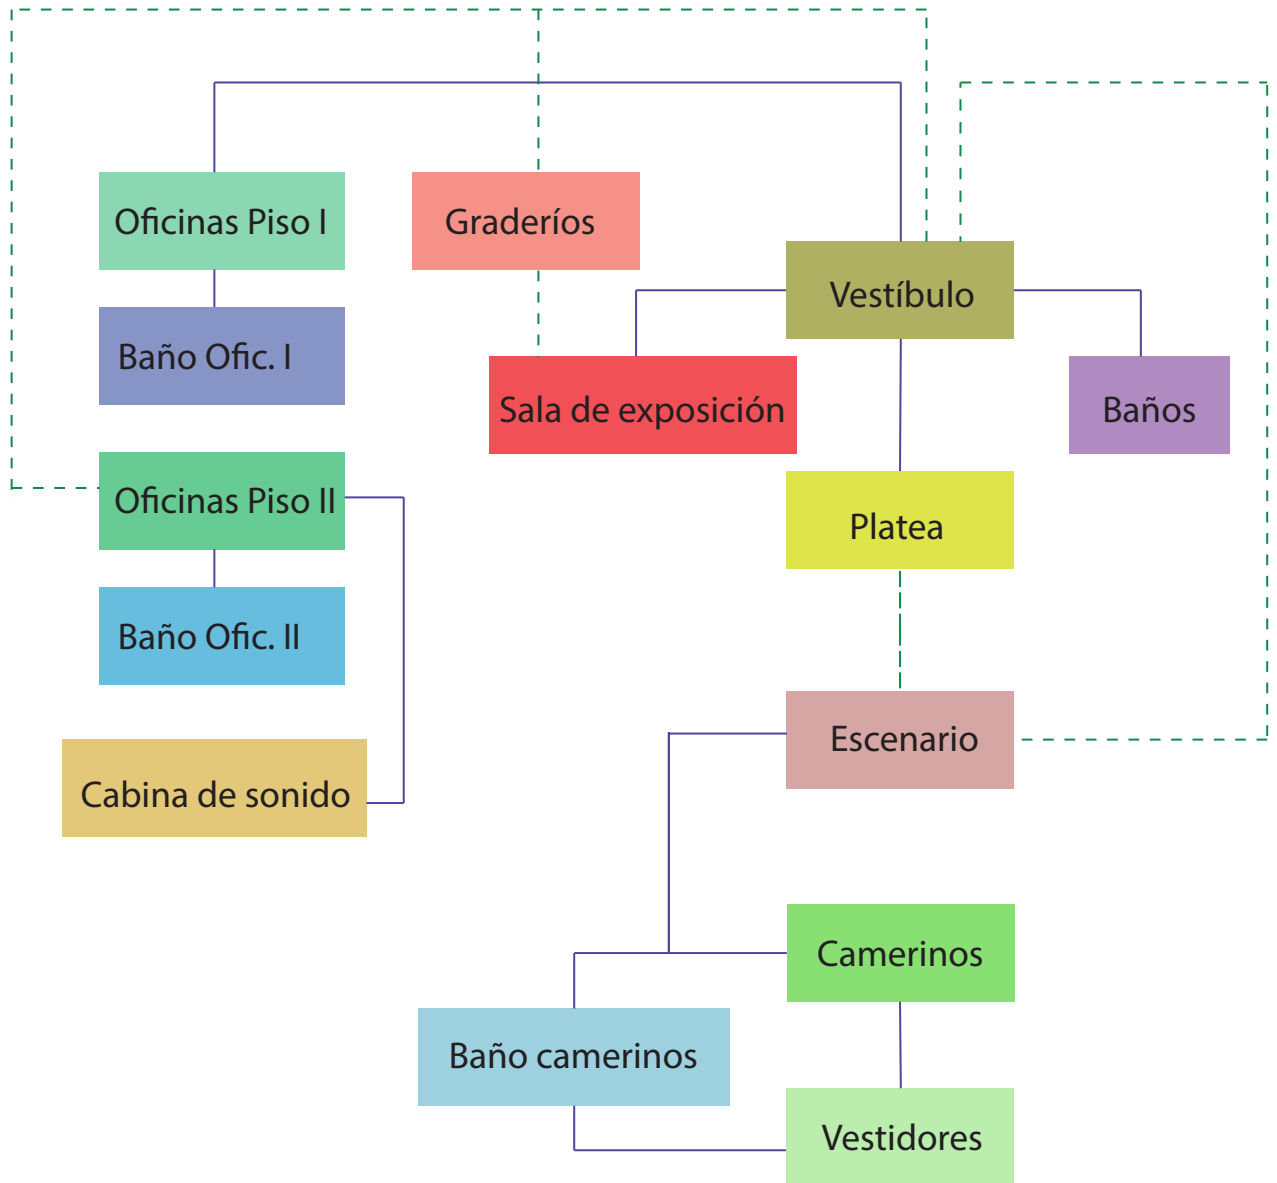 Oficinas Piso I
Graderíos
Vestíbulo
Baño Ofic. I
Sala de exposición
Baños
Oficinas Piso II
Platea
Baño Ofic. II
Escenario
Cabina de sonido
Camerinos
Baño camerinos
Vestidores